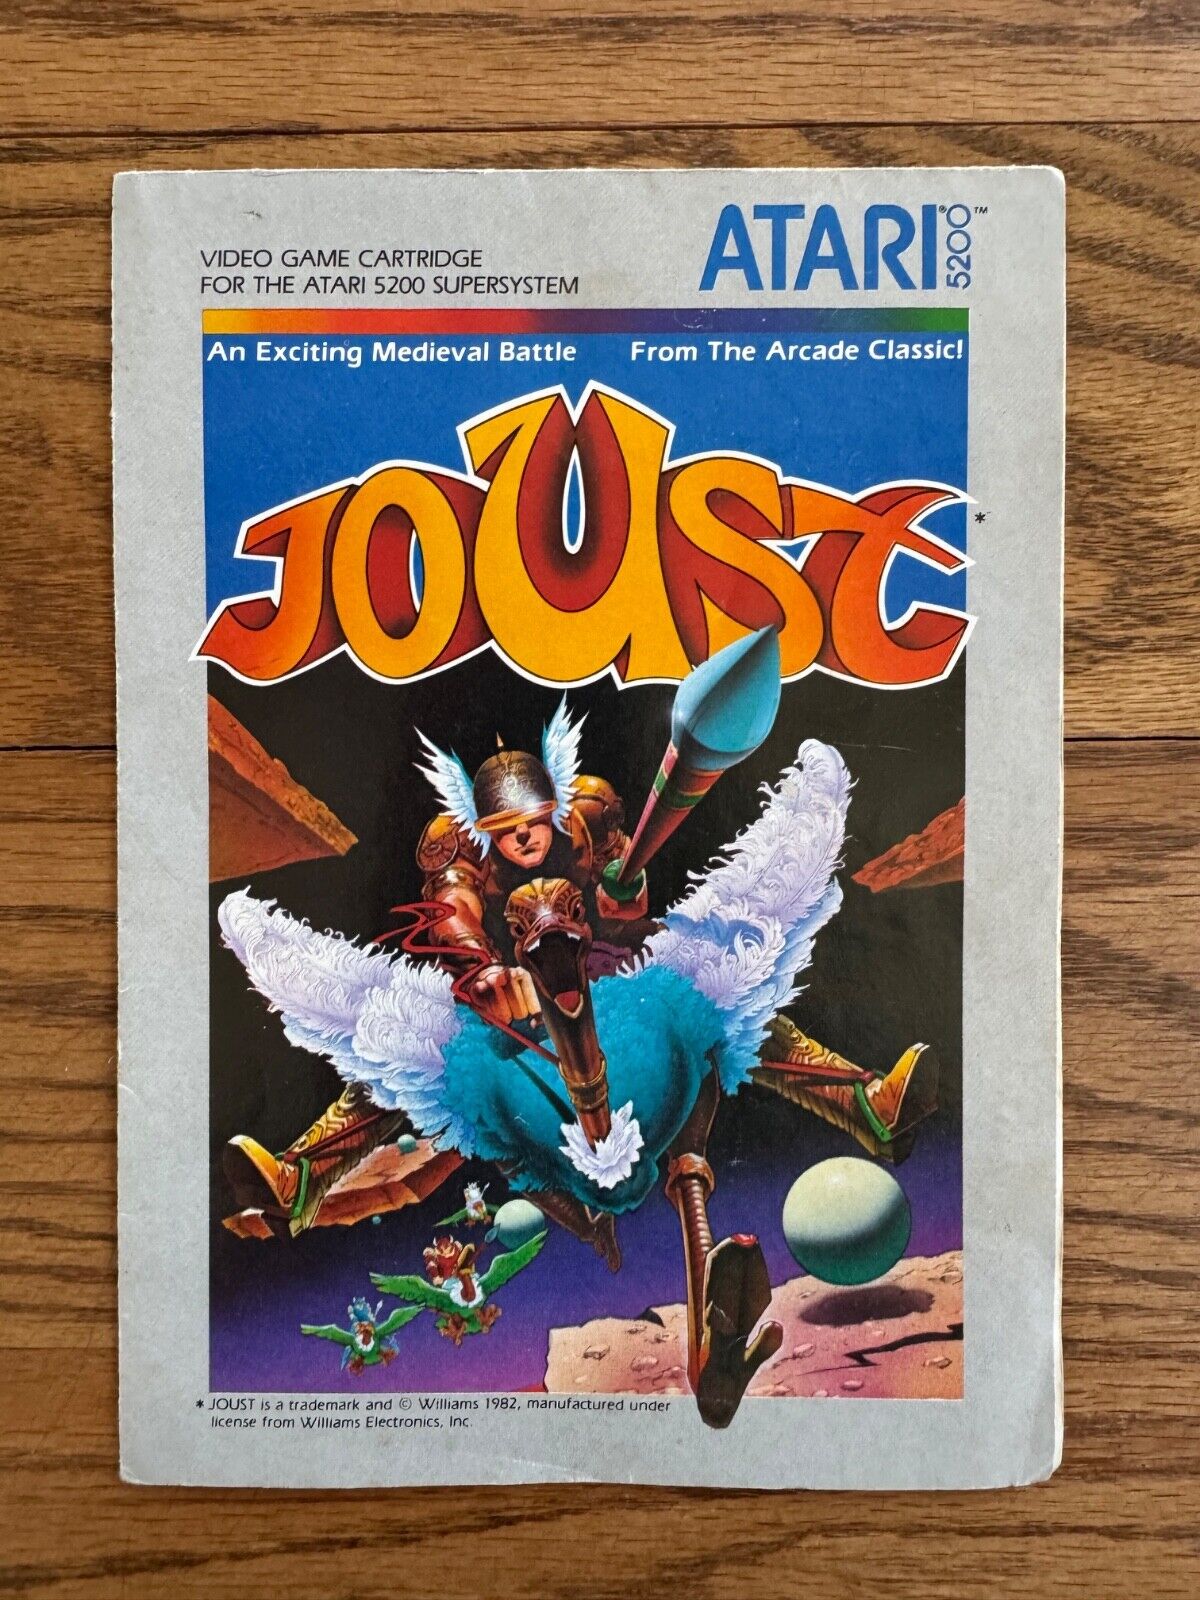 VIDEO GAME CARTRIDGE
FOR THE ATARI 5200 SUPERSYSTEM
ATARI® 5200™
An Exciting Medieval Battle From The Arcade Classic!
JOUST*
* JOUST is a trademark and © Williams 1982, manufactured under
license from Williams Electronics, Inc.